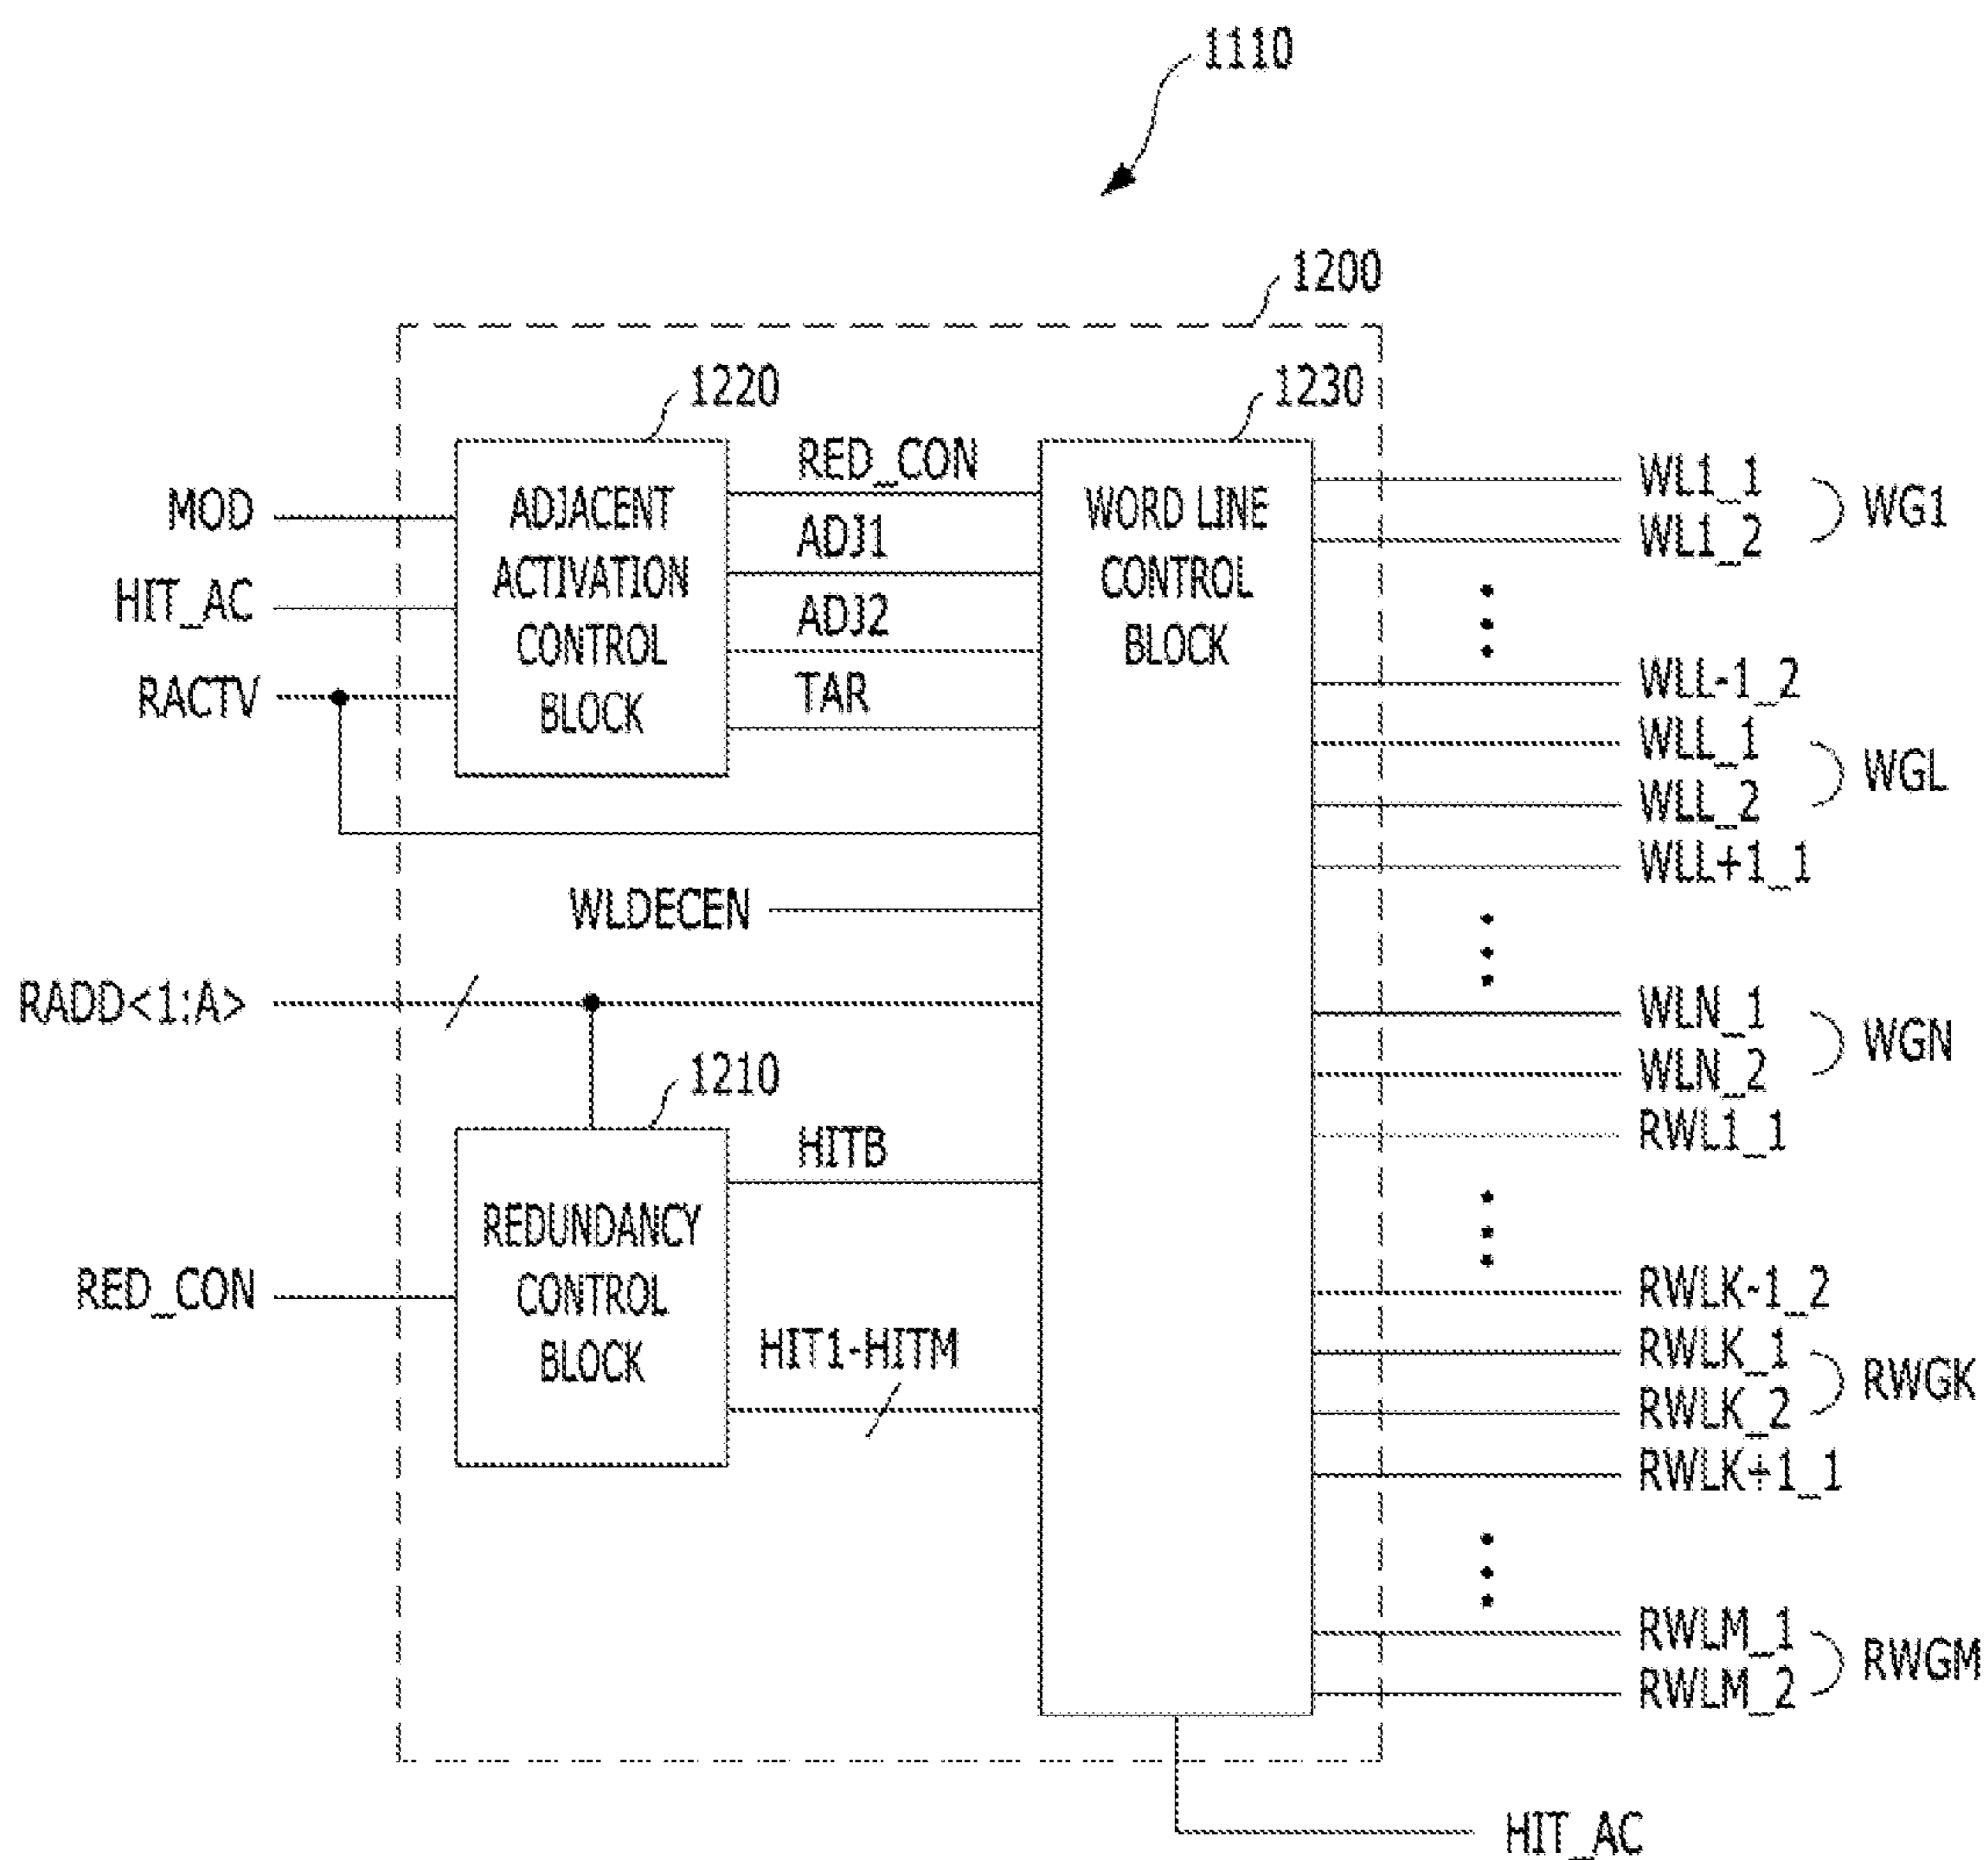 1110
1200
1220
1230
MOD
HIT_AC
RACTV
ADJACENT
ACTIVATION
CONTROL
BLOCK
RED_CON
ADJ1
ADJ2
TAR
WORD LINE
CONTROL
BLOCK
WL1_1
WL1_2
WG1
WLL-1_2
WLL_1
WLL_2
WGL
WLL+1_1
WLDECEN
RADD<1:A>
WLN_1
WLN_2
WGN
RWL1_1
1210
HITB
REDUNDANCY
CONTROL
BLOCK
RED_CON
HIT1-HITM
RWLK-1_2
RWLK_1
RWLK_2
RWGK
RWLK+1_1
RWLM_1
RWLM_2
RWGM
HIT_AC